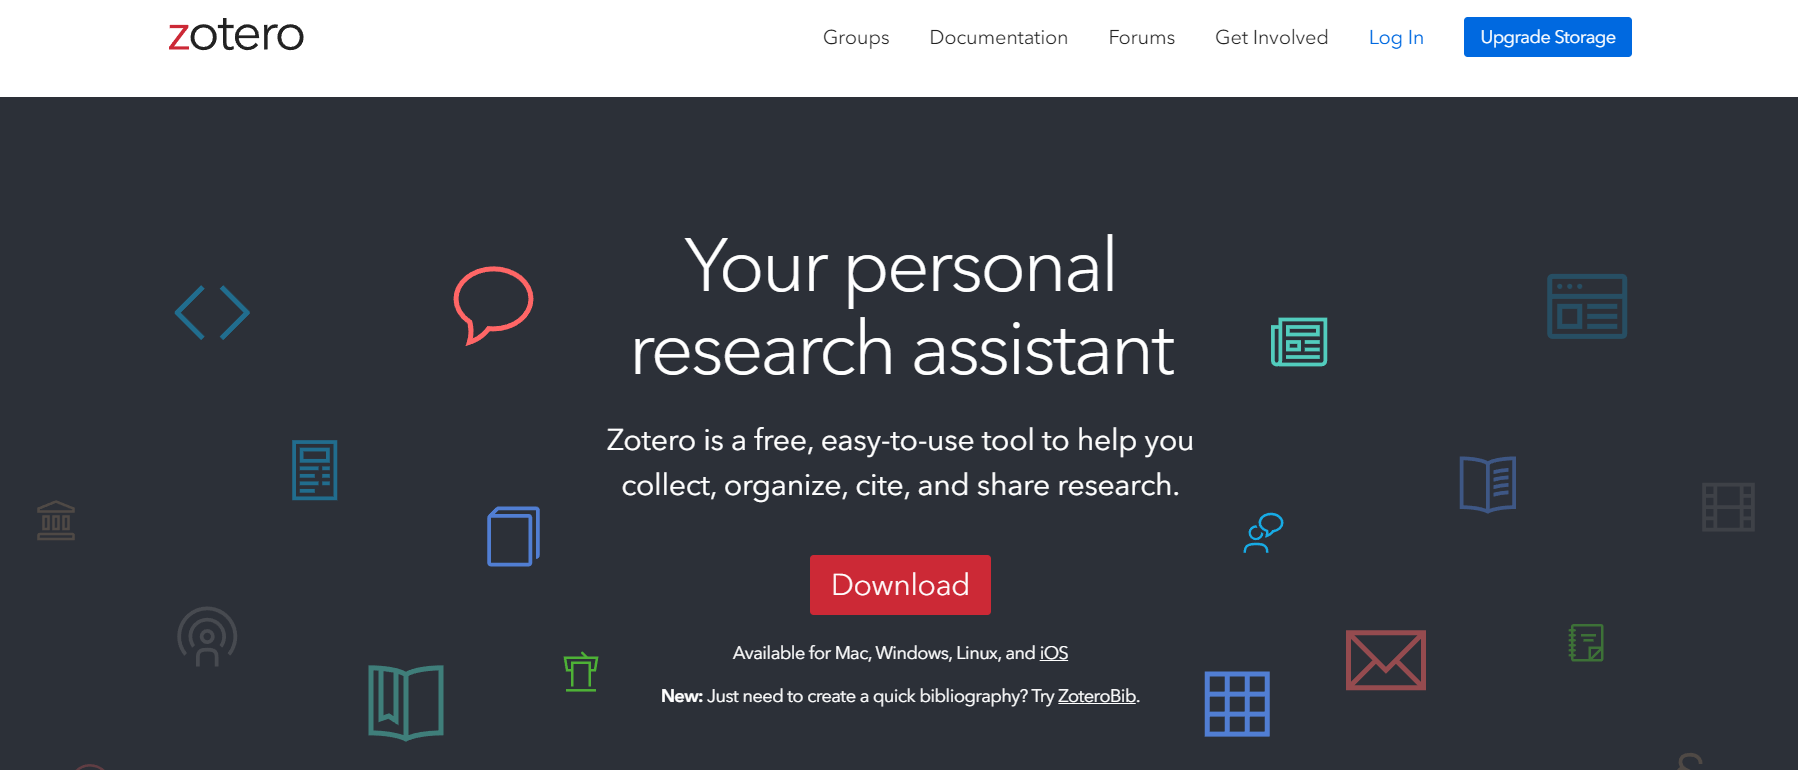 zotero
Groups
Documentation
Forums
Get Involved
Log In
Upgrade Storage
Your personal
research assistant
Zotero is a free, easy-to-use tool to help you
collect, organize, cite, and share research.
Download
Available for Mac, Windows, Linux, and iOS
New: Just need to create a quick bibliography? Try ZoteroBib.